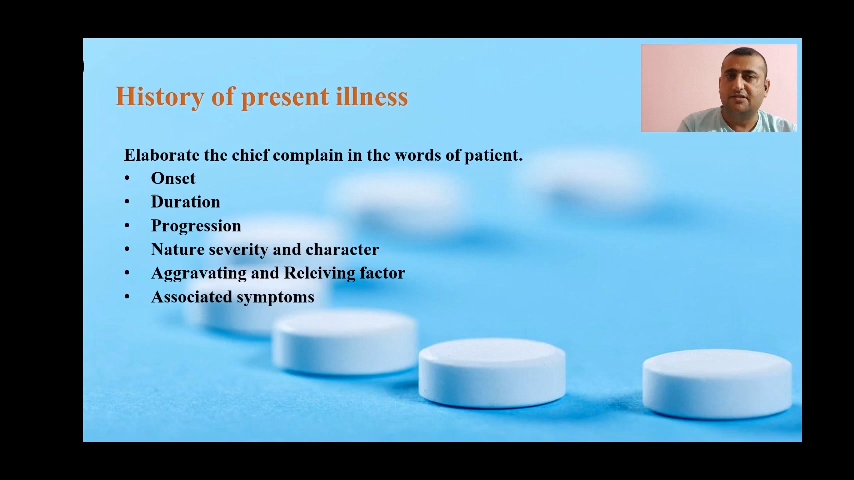 History of present illness
Elaborate the chief complain in the words of patient.
• Onset
• Duration
• Progression
• Nature severity and character
• Aggravating and Releiving factor
• Associated symptoms